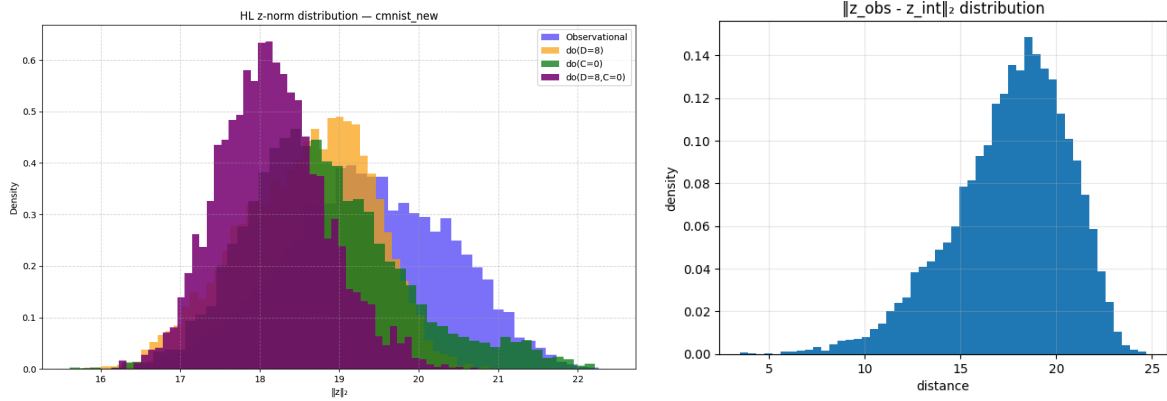 HL z-norm distribution — cmnist_new
Observational
do(D=8)
do(C=0)
do(D=8,C=0)
0.6
0.5
0.4
0.3
0.2
0.1
0.0
Density
16 17 18 19 20 21 22
‖z‖₂
‖z_obs - z_int‖₂ distribution
0.14
0.12
0.10
0.08
0.06
0.04
0.02
0.00
density
5 10 15 20 25
distance